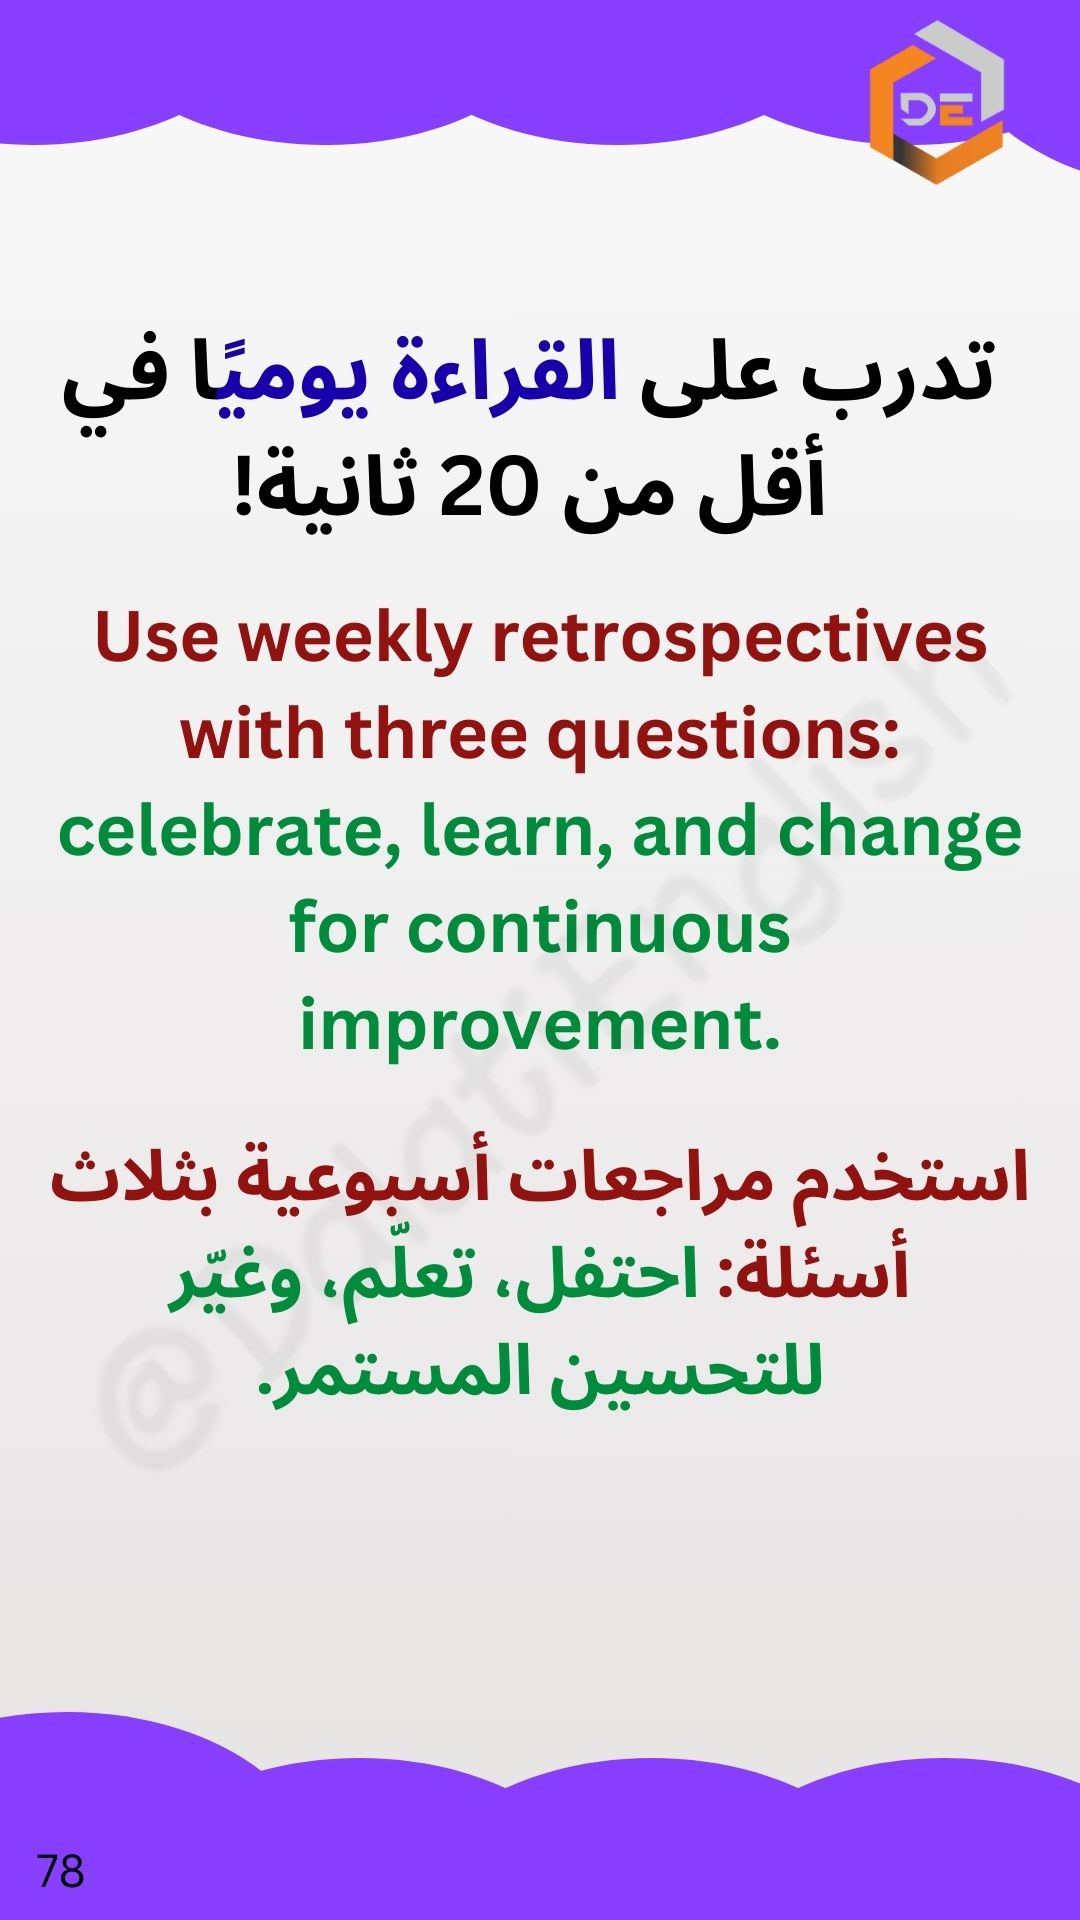 DE
تدرب على القراءة يوميًا في
أقل من 20 ثانية!
Use weekly retrospectives
with three questions:
celebrate, learn, and change
for continuous
improvement.
استخدم مراجعات أسبوعية بثلاث
أسئلة: احتفل، تعلّم، وغيّر
للتحسين المستمر.
@DalatiEnglish
78